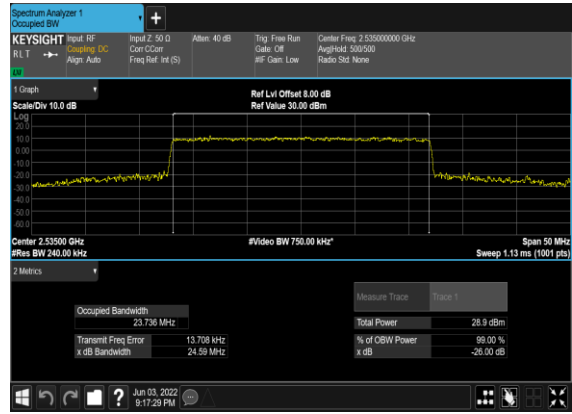 Spectrum Analyzer 1
Occupied BW
+
KEYSIGHT Input: RF Input Z: 50 Ω Atten: 40 dB Trig: Free Run Center Freq: 2.535000000 GHz
RLT Coupling: DC Corr CCorr Gate: Off Avg|Hold: 500/500
Align: Auto Freq Ref: Int (S) #IF Gain: Low Radio Std: None
LW
1 Graph
Ref Lvl Offset 8.00 dB
Scale/Div 10.0 dB Ref Value 30.00 dBm
Log
20.0
10.0
0.00
-10.0
-20.0
-30.0
-40.0
-50.0
-60.0
Center 2.53500 GHz #Video BW 750.00 kHz* Span 50 MHz
#Res BW 240.00 kHz Sweep 1.13 ms (1001 pts)
2 Metrics
Measure Trace Trace 1
Occupied Bandwidth
23.736 MHz Total Power 28.9 dBm
Transmit Freq Error 13.708 kHz % of OBW Power 99.00 %
x dB Bandwidth 24.59 MHz x dB -26.00 dB
? Jun 03, 2022
9:17:29 PM